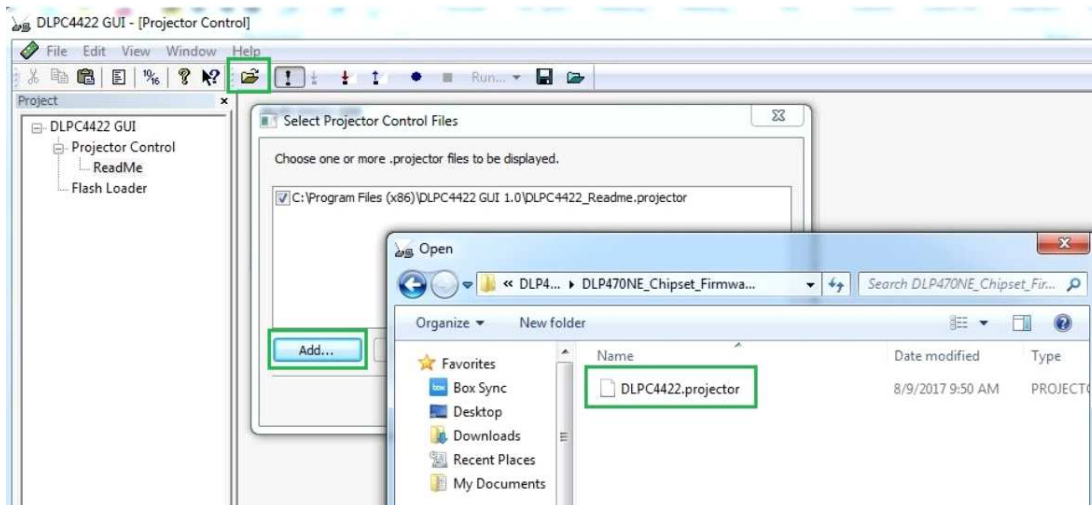 DLPC4422 GUI - [Projector Control]
File Edit View Window Help
10/16 Run...
Project x
DLPC4422 GUI
Projector Control
ReadMe
Flash Loader
Select Projector Control Files
Choose one or more .projector files to be displayed.
C:\Program Files (x86)\DLPC4422 GUI 1.0\DLPC4422_Readme.projector
Add...
Open
« DLP4... ▸ DLP470NE_Chipset_Firmwa...
Search DLP470NE_Chipset_Fir...
Organize New folder
Name Date modified Type
DLPC4422.projector 8/9/2017 9:50 AM PROJECT
Favorites
Box Sync
Desktop
Downloads
Recent Places
My Documents